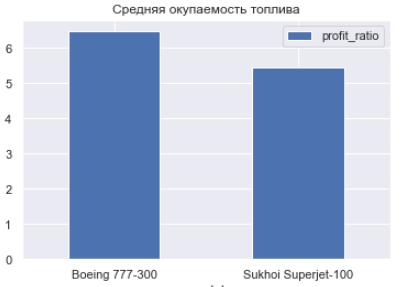 Средняя окупаемость топлива
profit_ratio
6
5
4
3
2
1
0
Boeing 777-300
Sukhoi Superjet-100